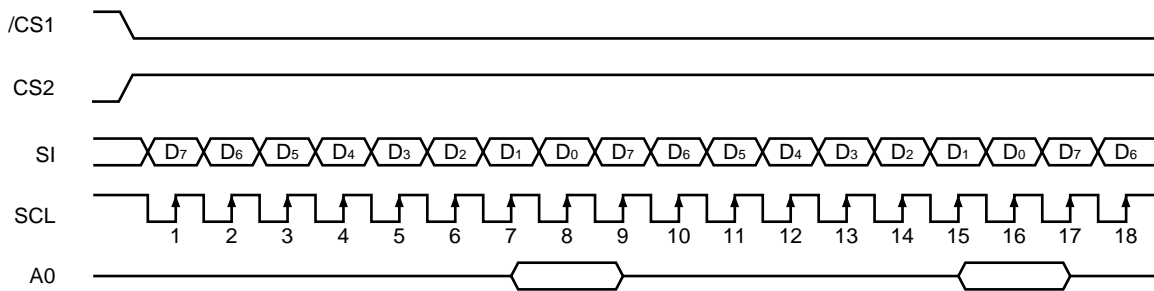 /CS1
CS2
SI D7 D6 D5 D4 D3 D2 D1 D0 D7 D6 D5 D4 D3 D2 D1 D0 D7 D6
SCL
1 2 3 4 5 6 7 8 9 10 11 12 13 14 15 16 17 18
A0